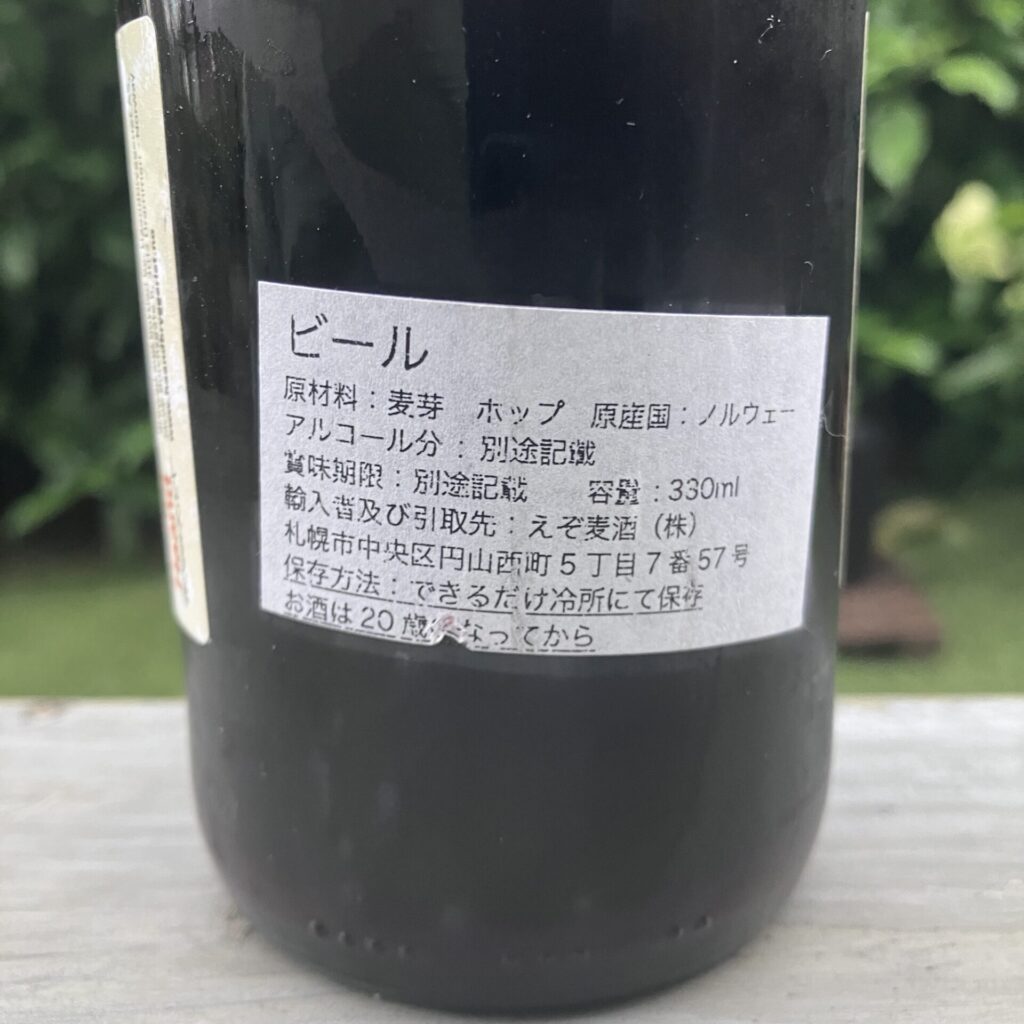 ビール
原材料：麦芽　ホップ　原産国：ノルウェー
アルコール分：別途記載
賞味期限：別途記載　　容量：330ml
輸入者及び引取先：えぞ麦酒（株）
札幌市中央区円山西町5丁目7番57号
保存方法：できるだけ冷所にて保存
お酒は20歳になってから